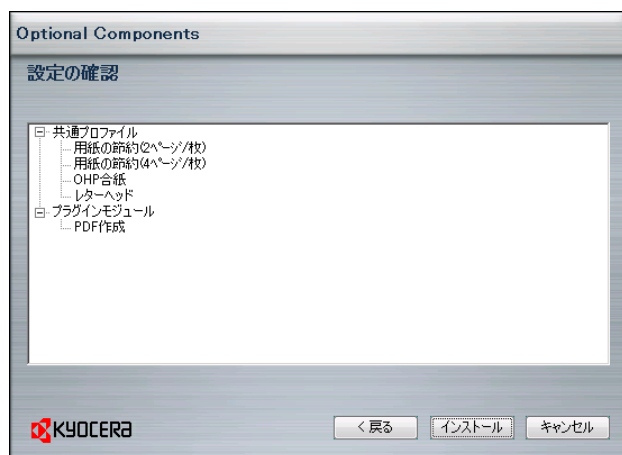 Optional Components
設定の確認
共通プロファイル
用紙の節約(2ページ/枚)
用紙の節約(4ページ/枚)
OHP合紙
レターヘッド
プラグインモジュール
PDF作成
KYOCERA
< 戻る
インストール
キャンセル